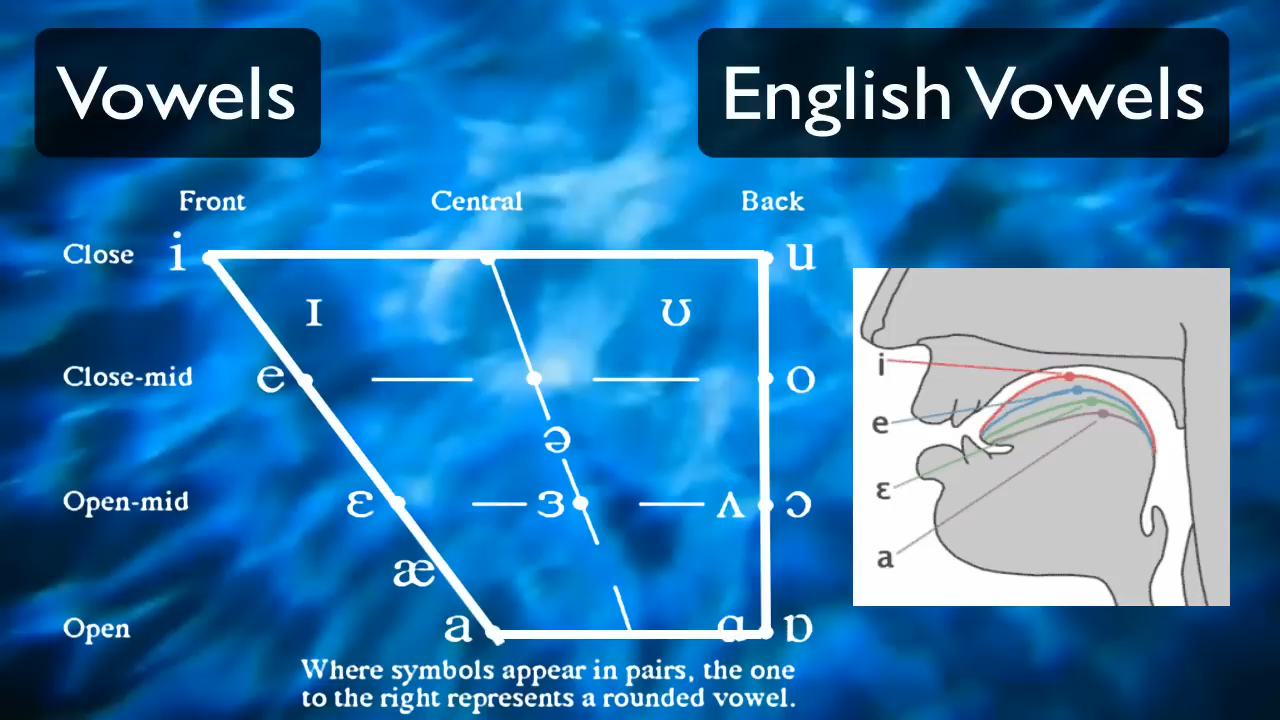 Vowels
English Vowels
Front Central Back
Close i u
ɪ ʊ
Close-mid e o
ə
Open-mid ɛ ɜ ʌ ɔ
æ
Open a ɑ ɒ
Where symbols appear in pairs, the one
to the right represents a rounded vowel.
i
e
ɛ
a